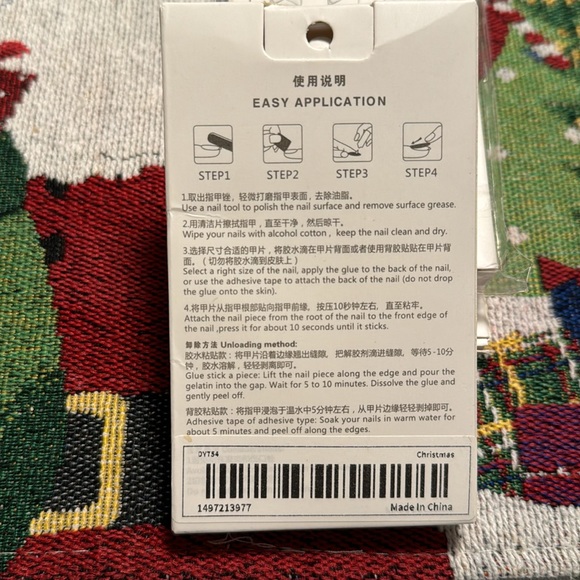 使用说明
EASY APPLICATION
STEP1 STEP2 STEP3 STEP4
1.取出指甲锉，轻微打磨指甲表面，去除油脂。
Use a nail tool to polish the nail surface and remove surface grease.
2.用清洁片擦拭指甲，直至干净，然后晾干。
Wipe your nails with alcohol cotton , keep the nail clean and dry.
3.选择尺寸合适的甲片，将胶水滴在甲片背面或者使用背胶贴贴在甲片背
面。（切勿将胶水滴到皮肤上）
Select a right size of the nail, apply the glue to the back of the nail,
or use the adhesive tape to attach the back of the nail (do not drop
the glue onto the skin).
4.将甲片从指甲根部贴向指甲前缘，按压10秒钟左右，直至粘牢。
Attach the nail piece from the root of the nail to the front edge of
the nail ,press it for about 10 seconds until it sticks.
卸除方法 Unloading method:
胶水粘贴款：将甲片沿着边缘翘出缝隙，把解胶剂滴进缝隙，等待5-10分
钟，胶水溶解，轻轻剥离即可。
Glue stick a piece: Lift the nail piece along the edge and pour the
gelatin into the gap. Wait for 5 to 10 minutes. Dissolve the glue and
gently peel off.
背胶粘贴款：将指甲浸泡于温水中5分钟左右，从甲片边缘轻轻剥掉即可。
Adhesive tape of adhesive type: Soak your nails in warm water for
about 5 minutes and peel off along the edges.
DY754 Christmas
1497213977 Made In China